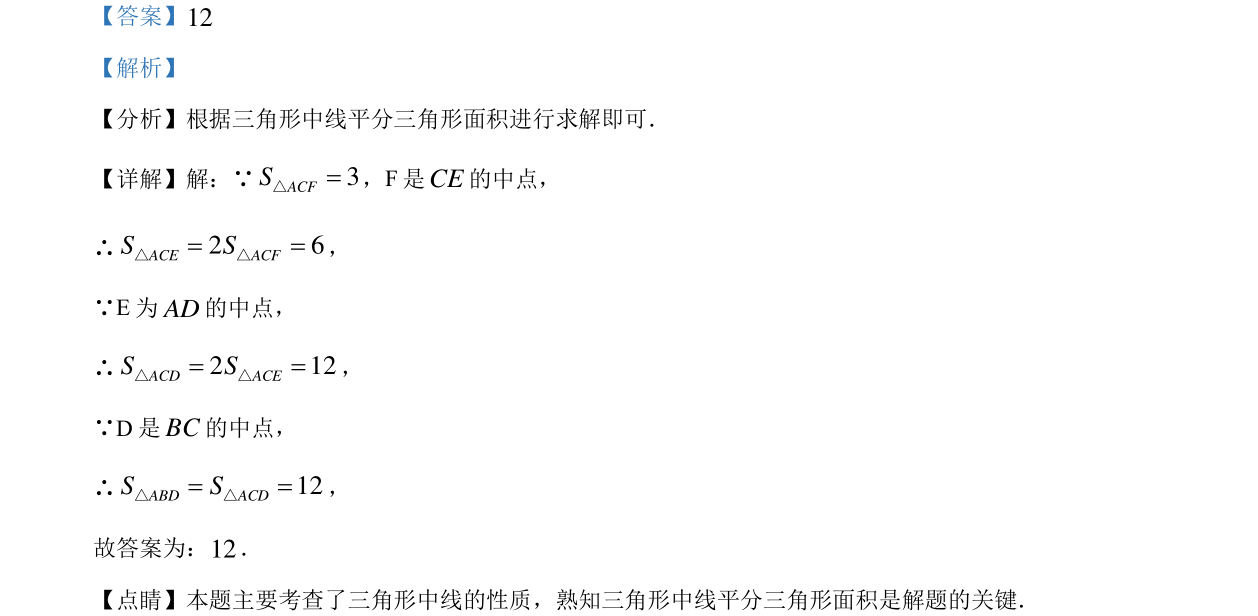 【答案】12
【解析】
【分析】根据三角形中线平分三角形面积进行求解即可．
【详解】解：∵ S△ACF = 3，F 是 CE 的中点，
∴ S△ACE = 2S△ACF = 6，
∵E 为 AD 的中点，
∴ S△ACD = 2S△ACE = 12，
∵D 是 BC 的中点，
∴ S△ABD = S△ACD = 12，
故答案为：12．
【点睛】本题主要考查了三角形中线的性质，熟知三角形中线平分三角形面积是解题的关键．